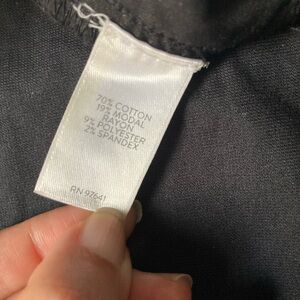 70% COTTON
19% MODAL
RAYON
9% POLYESTER
2% SPANDEX
RN 97641